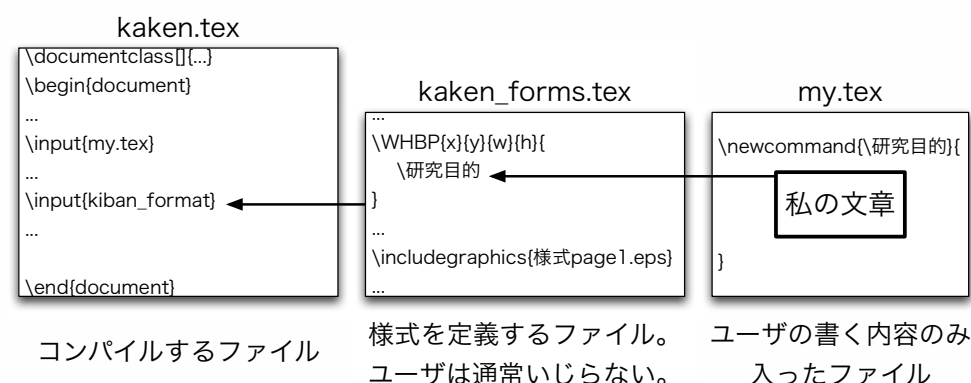 kaken.tex
\documentclass[]{...}
\begin{document}
...
\input{my.tex}
...
\input{kiban_format}
...
\end{document}
コンパイルするファイル
kaken_forms.tex
...
\WHBP{x}{y}{w}{h}{
\研究目的
}
...
\includegraphics{様式page1.eps}
...
様式を定義するファイル。
ユーザは通常いじらない。
my.tex
\newcommand{\研究目的}{
私の文章
}
ユーザの書く内容のみ
入ったファイル